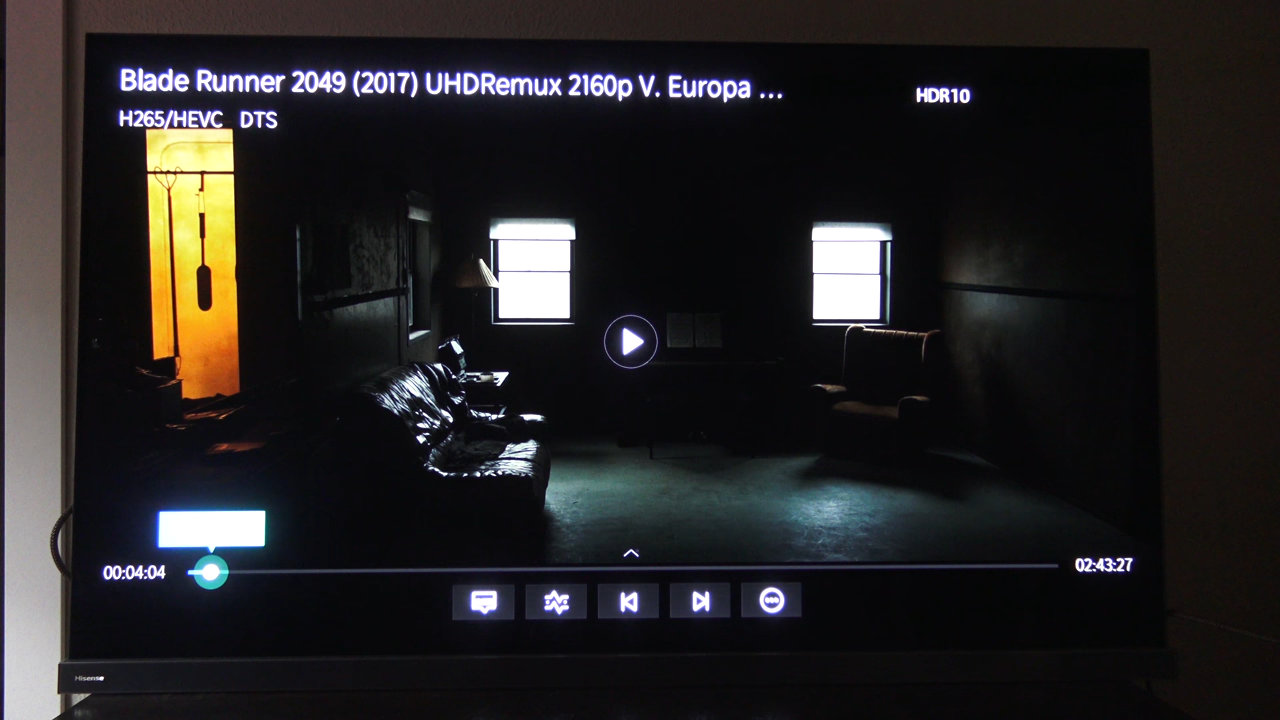 Blade Runner 2049 (2017) UHDRemux 2160p V. Europa ...
HDR10
H265/HEVC DTS
00:04:04
02:43:27
Hisense